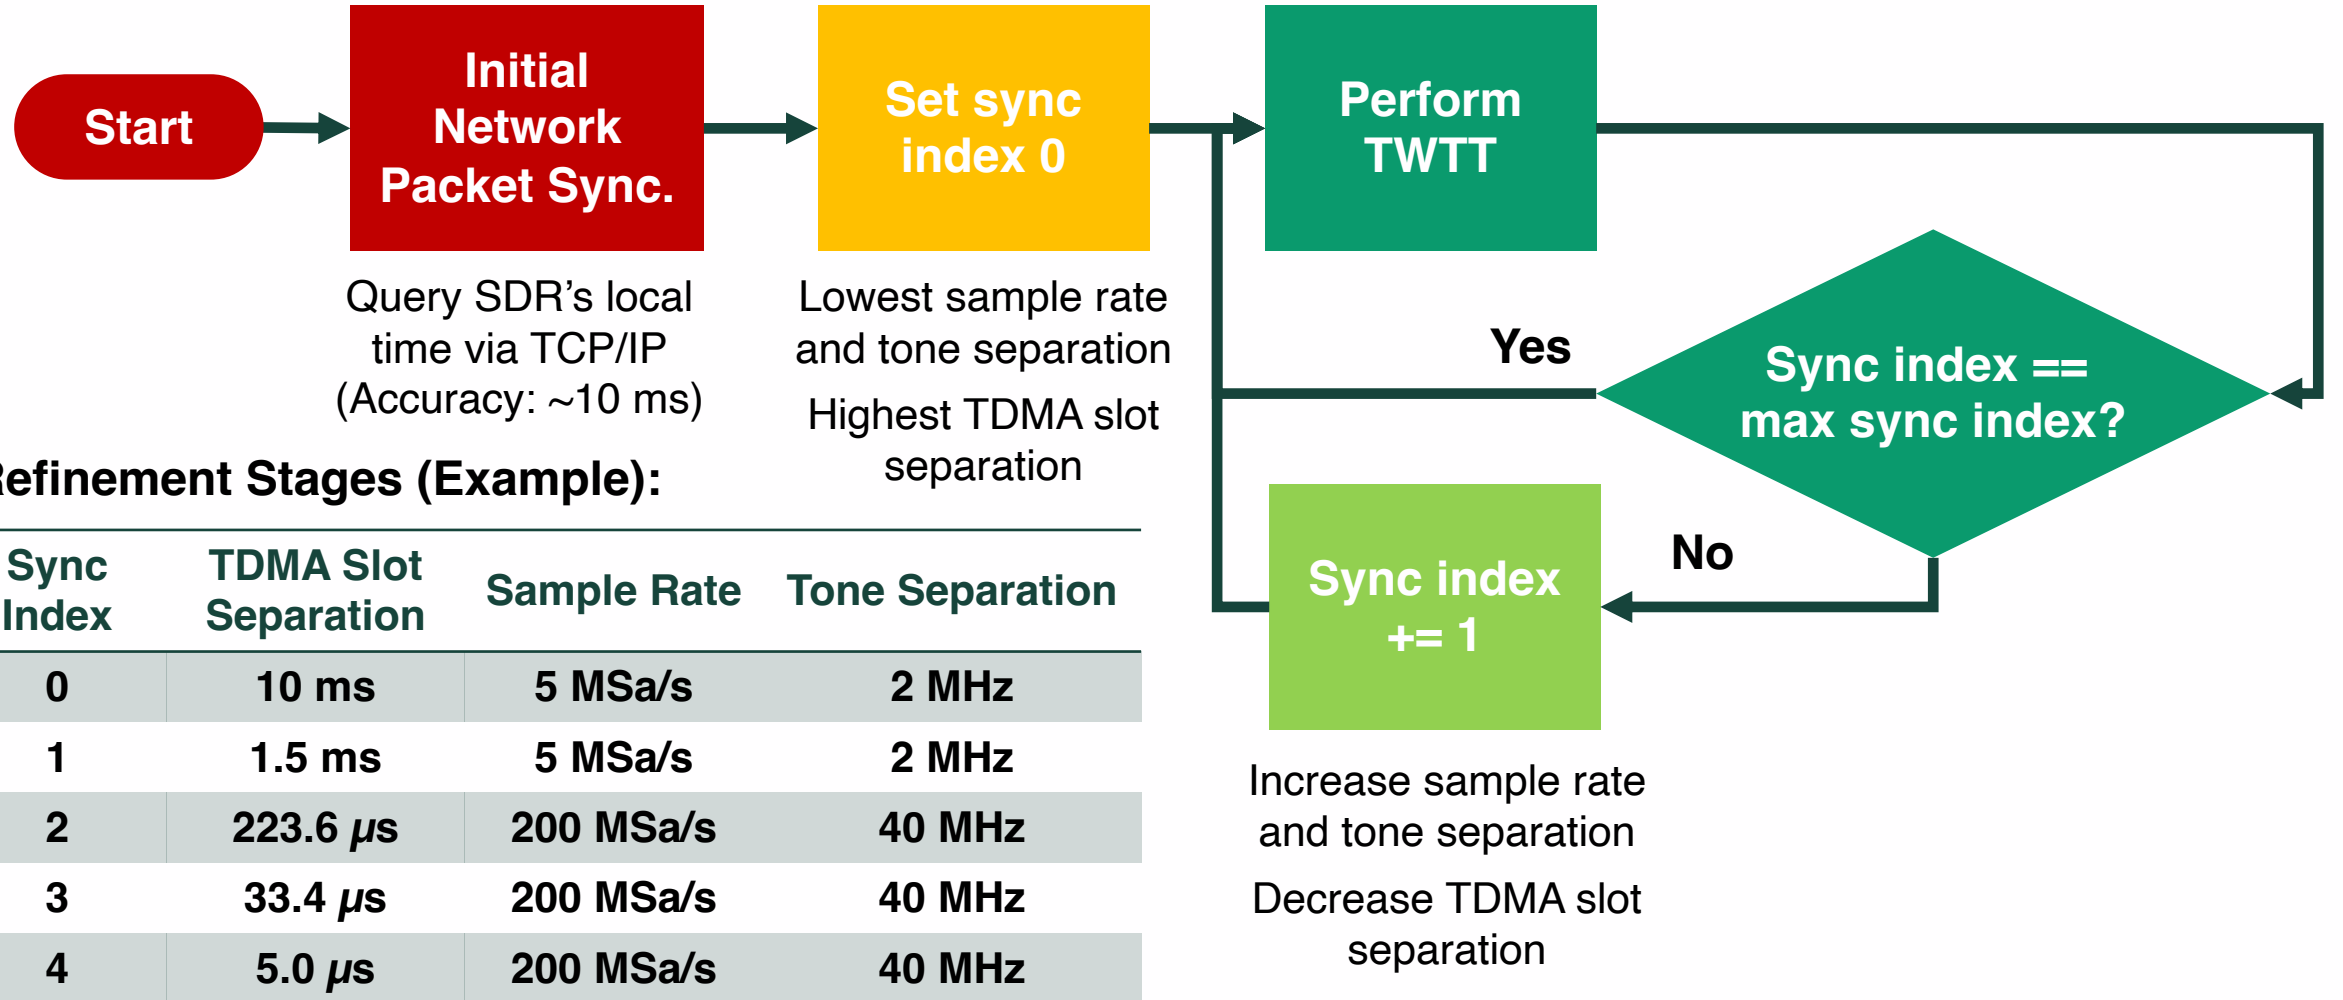 Start
Initial
Network
Packet Sync.
Set sync
index 0
Perform
TWTT
Query SDR's local
time via TCP/IP
(Accuracy: ~10 ms)
Lowest sample rate
and tone separation
Highest TDMA slot
separation
Yes
Sync index ==
max sync index?
No
Sync index
+= 1
Increase sample rate
and tone separation
Decrease TDMA slot
separation
Refinement Stages (Example):
Sync
Index
TDMA Slot
Separation
Sample Rate
Tone Separation
0 10 ms 5 MSa/s 2 MHz
1 1.5 ms 5 MSa/s 2 MHz
2 223.6 µs 200 MSa/s 40 MHz
3 33.4 µs 200 MSa/s 40 MHz
4 5.0 µs 200 MSa/s 40 MHz